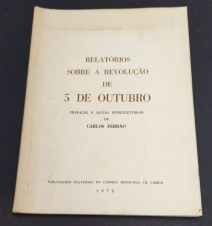 RELATÓRIOS
SOBRE A REVOLUÇÃO
DE
5 DE OUTUBRO
PREFÁCIO E NOTAS INTRODUTÓRIAS
DE
CARLOS FERRÃO
PUBLICAÇÕES CULTURAIS DA CÂMARA MUNICIPAL DE LISBOA
1978